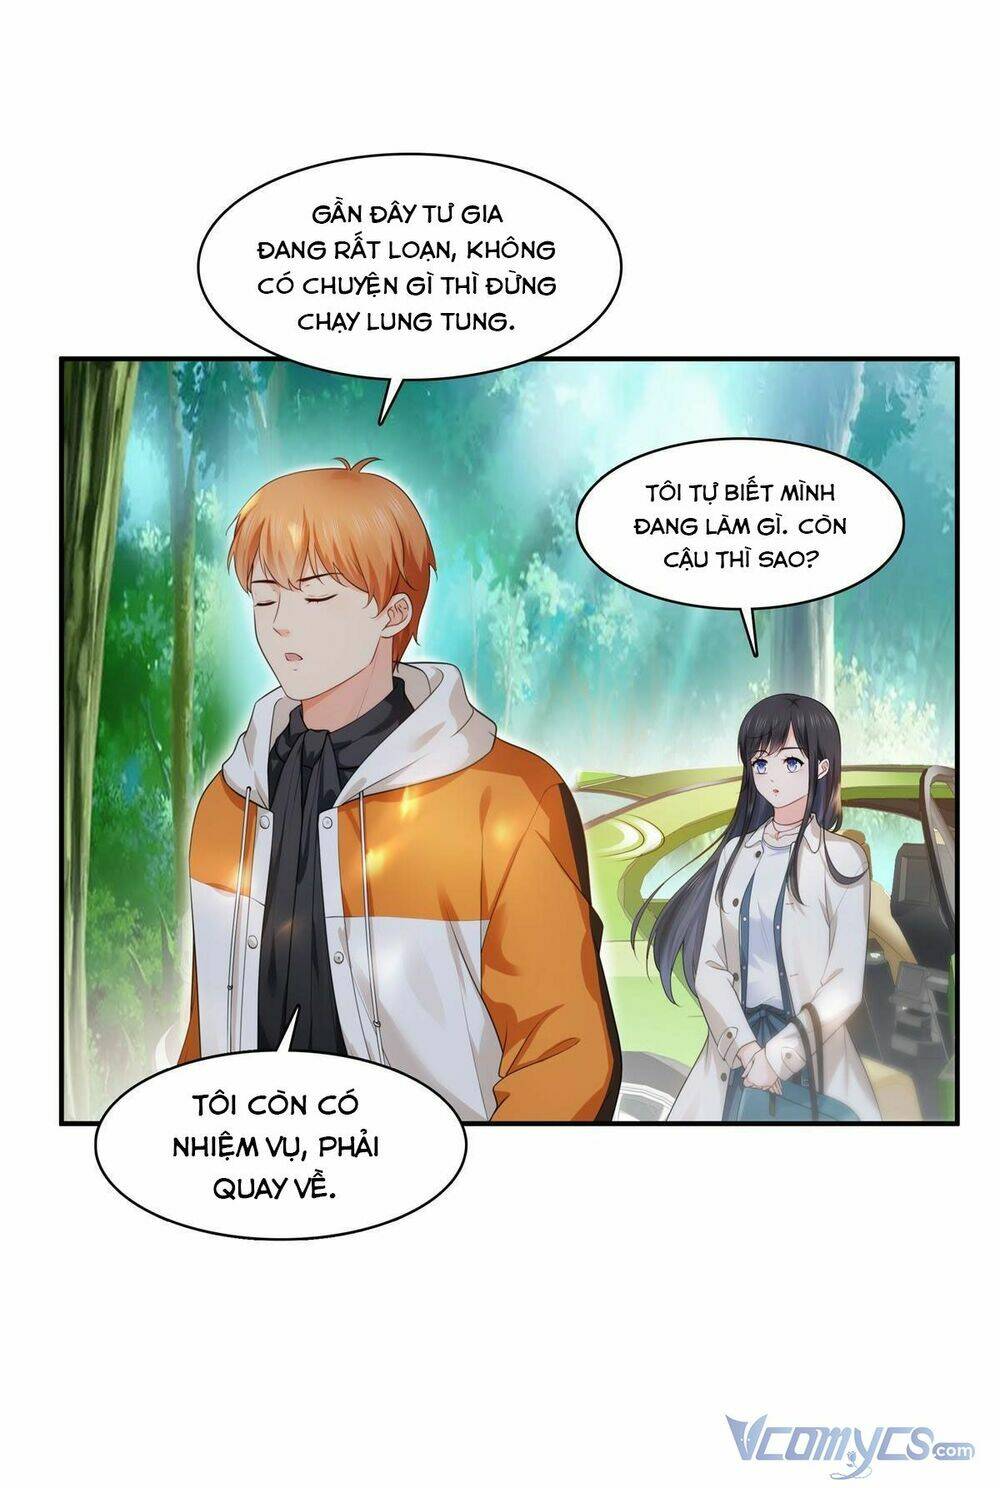 GẦN ĐÂY TƯ GIA
ĐANG RẤT LOẠN, KHÔNG
CÓ CHUYỆN GÌ THÌ ĐỪNG
CHẠY LUNG TUNG.
TÔI TỰ BIẾT MÌNH
ĐANG LÀM GÌ. CÒN
CẬU THÌ SAO?
TÔI CÒN CÓ
NHIỆM VỤ, PHẢI
QUAY VỀ.
VCOMYCS.com